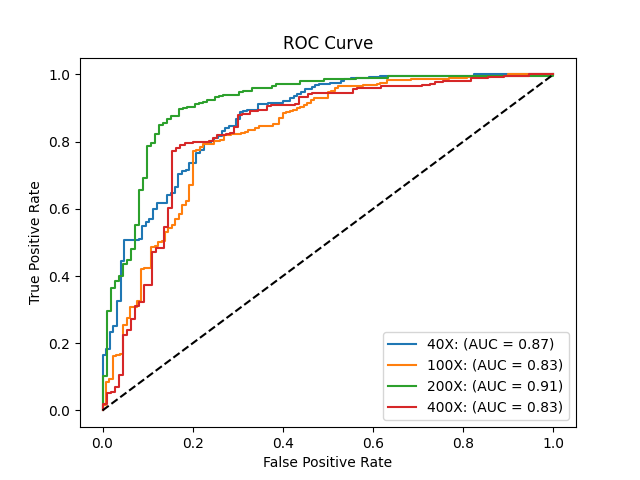 ROC Curve
True Positive Rate
1.0
0.8
0.6
0.4
0.2
0.0
0.0 0.2 0.4 0.6 0.8 1.0
False Positive Rate
40X: (AUC = 0.87)
100X: (AUC = 0.83)
200X: (AUC = 0.91)
400X: (AUC = 0.83)